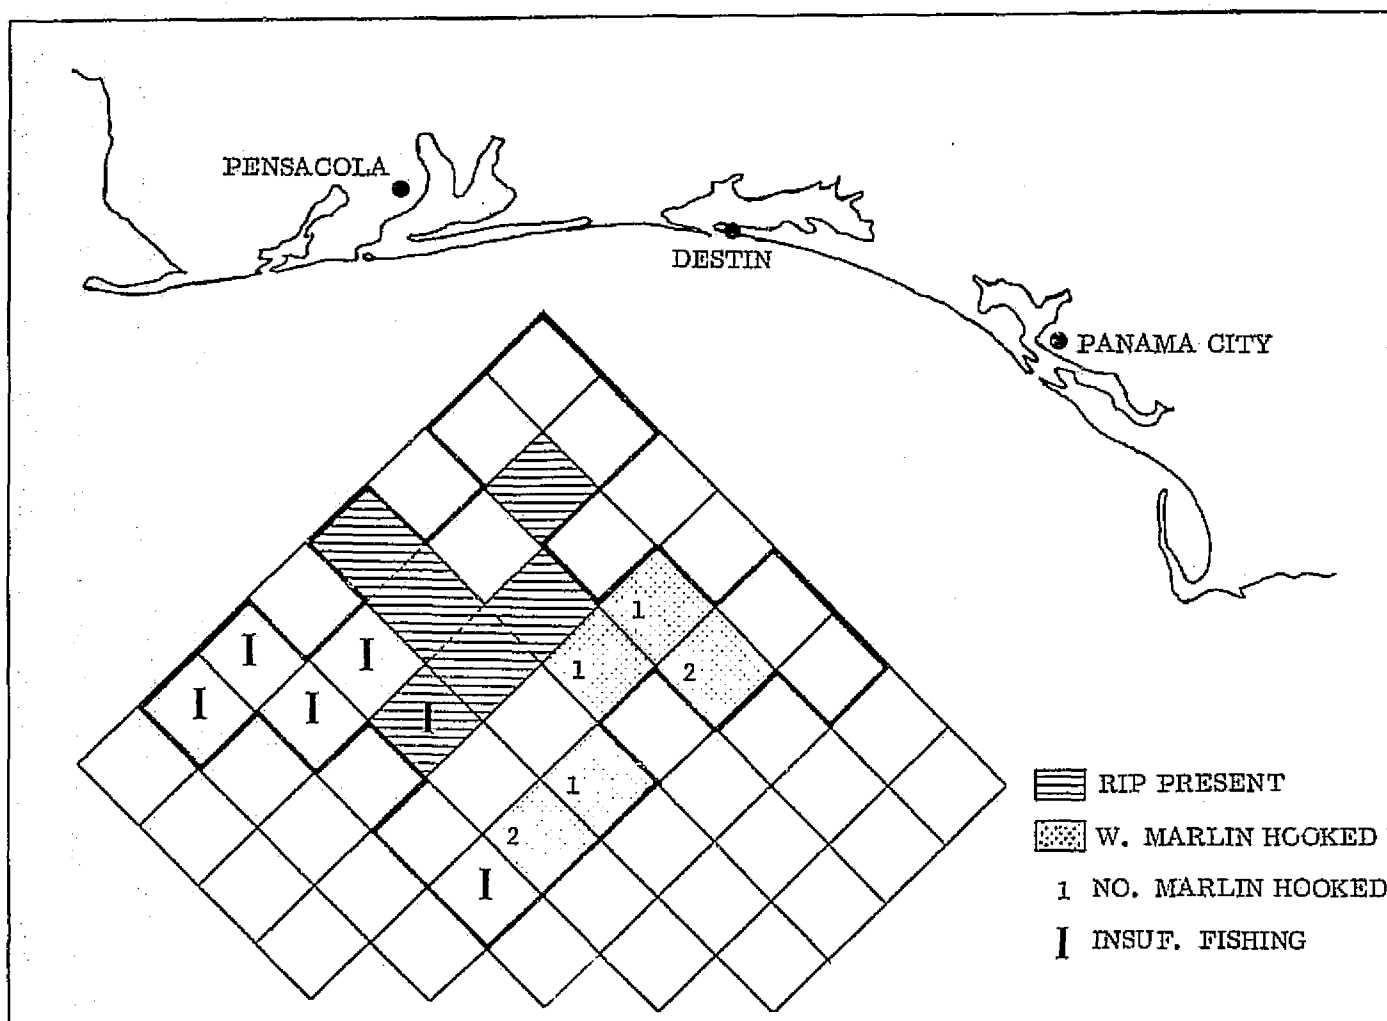 PENSACOLA
DESTIN
PANAMA CITY
1
I
I
1
2
I
I
I
1
2
I
RIP PRESENT
W. MARLIN HOOKED
1 NO. MARLIN HOOKED
I INSUF. FISHING